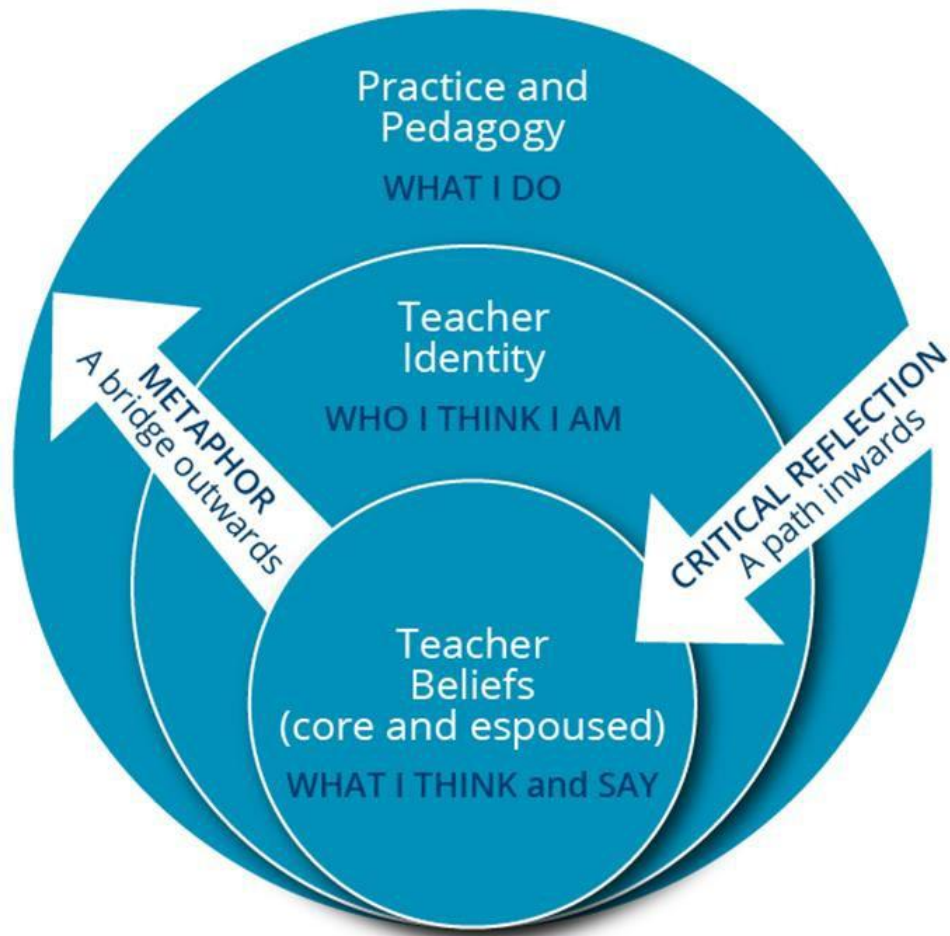 Practice and
Pedagogy
WHAT I DO
Teacher
Identity
WHO I THINK I AM
METAPHOR
A bridge outwards
CRITICAL REFLECTION
A path inwards
Teacher
Beliefs
(core and espoused)
WHAT I THINK and SAY